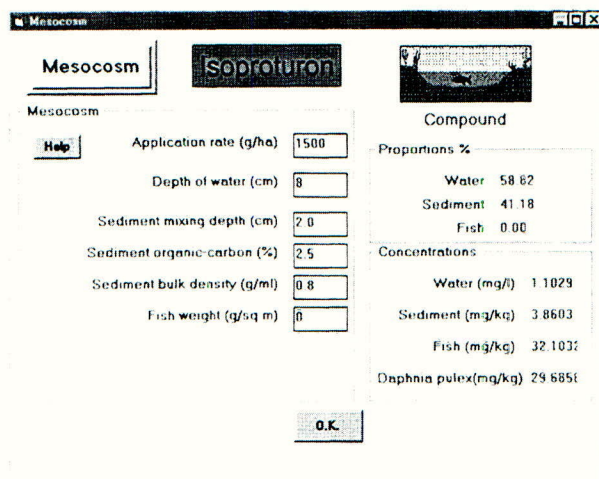 Mesocosm
Mesocosm
Isoproturon
Compound
Mesocosm
Help
Application rate (g/ha) 1500
Depth of water (cm) 8
Sediment mixing depth (cm) 2.0
Sediment organic-carbon (%) 2.5
Sediment bulk density (g/ml) 0.8
Fish weight (g/sq m) 0
O.K.
Proportions %
Water 58.82
Sediment 41.18
Fish 0.00
Concentrations
Water (mg/l) 1.1029
Sediment (mg/kg) 3.8603
Fish (mg/kg) 32.1032
Daphnia pulex(mg/kg) 29.6858